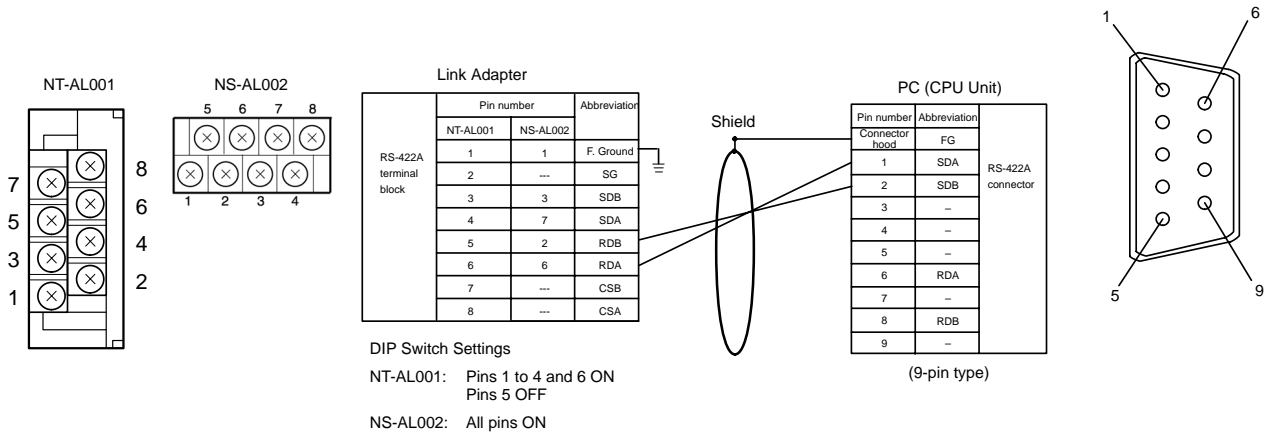 NT-AL001
7
5
3
1
8
6
4
2
NS-AL002
5 6 7 8
1 2 3 4
Link Adapter
RS-422A
terminal
block
Pin number Abbreviation
NT-AL001 NS-AL002
1 1 F. Ground
2 --- SG
3 3 SDB
4 7 SDA
5 2 RDB
6 6 RDA
7 --- CSB
8 --- CSA
DIP Switch Settings
NT-AL001: Pins 1 to 4 and 6 ON
Pins 5 OFF
NS-AL002: All pins ON
Shield
PC (CPU Unit)
Pin number Abbreviation
Connector
hood FG
1 SDA
2 SDB
3 –
4 –
5 –
6 RDA
7 –
8 RDB
9 –
RS-422A
connector
(9-pin type)
1 6
5 9